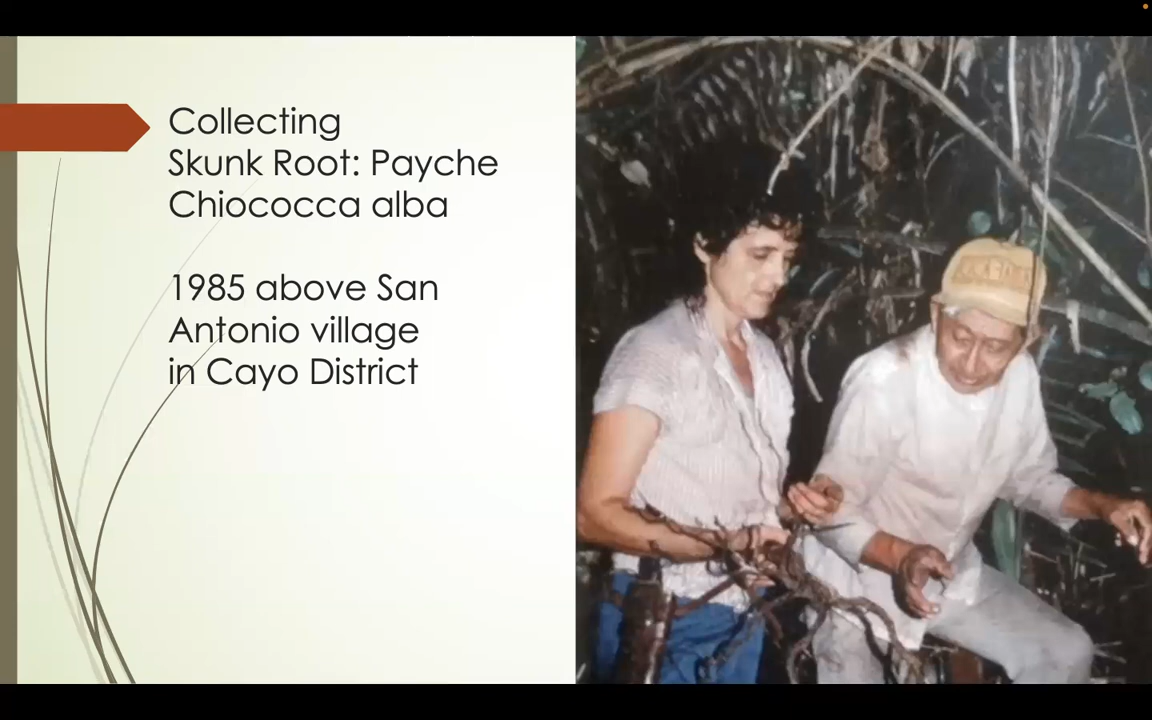 Collecting
Skunk Root: Payche
Chiococca alba
1985 above San
Antonio village
in Cayo District